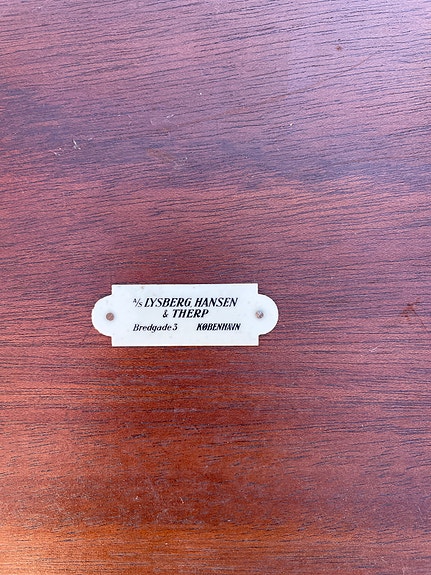 A/S LYSBERG, HANSEN
& THERP
Bredgade 3 KØBENHAVN